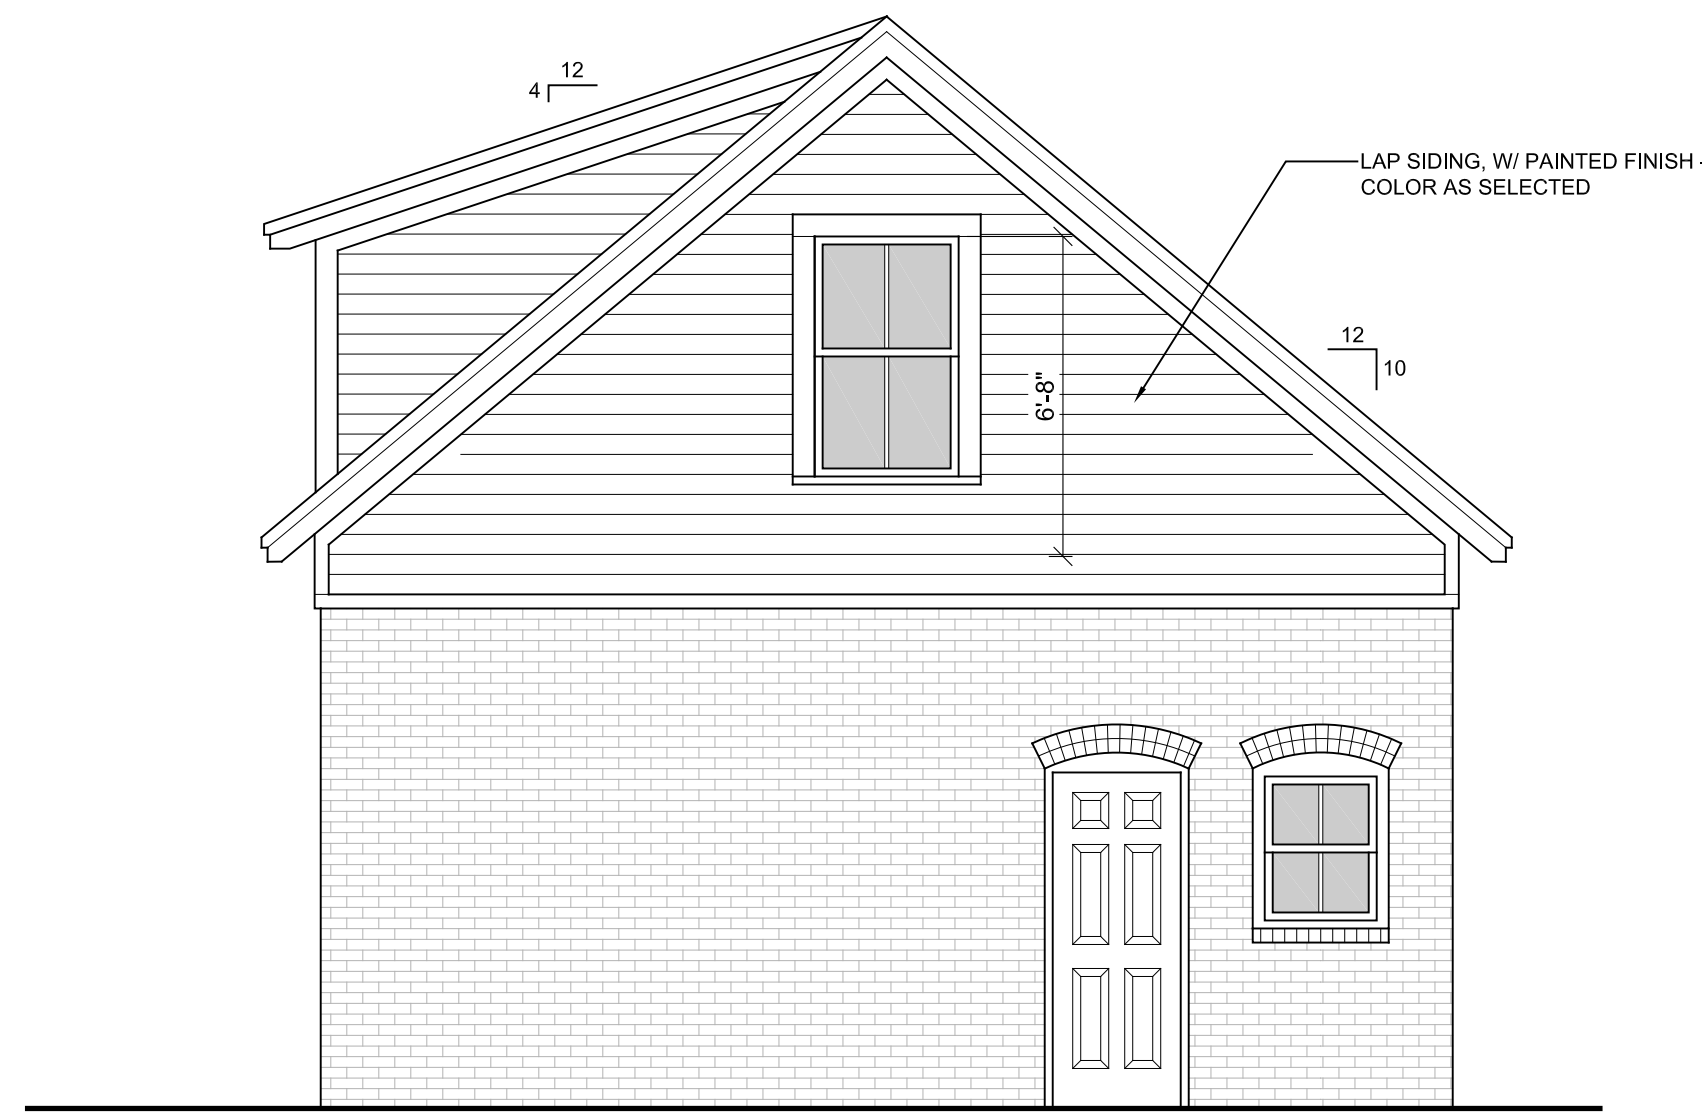 12
4
LAP SIDING, W/ PAINTED FINISH -
COLOR AS SELECTED
12
10
6'-8"